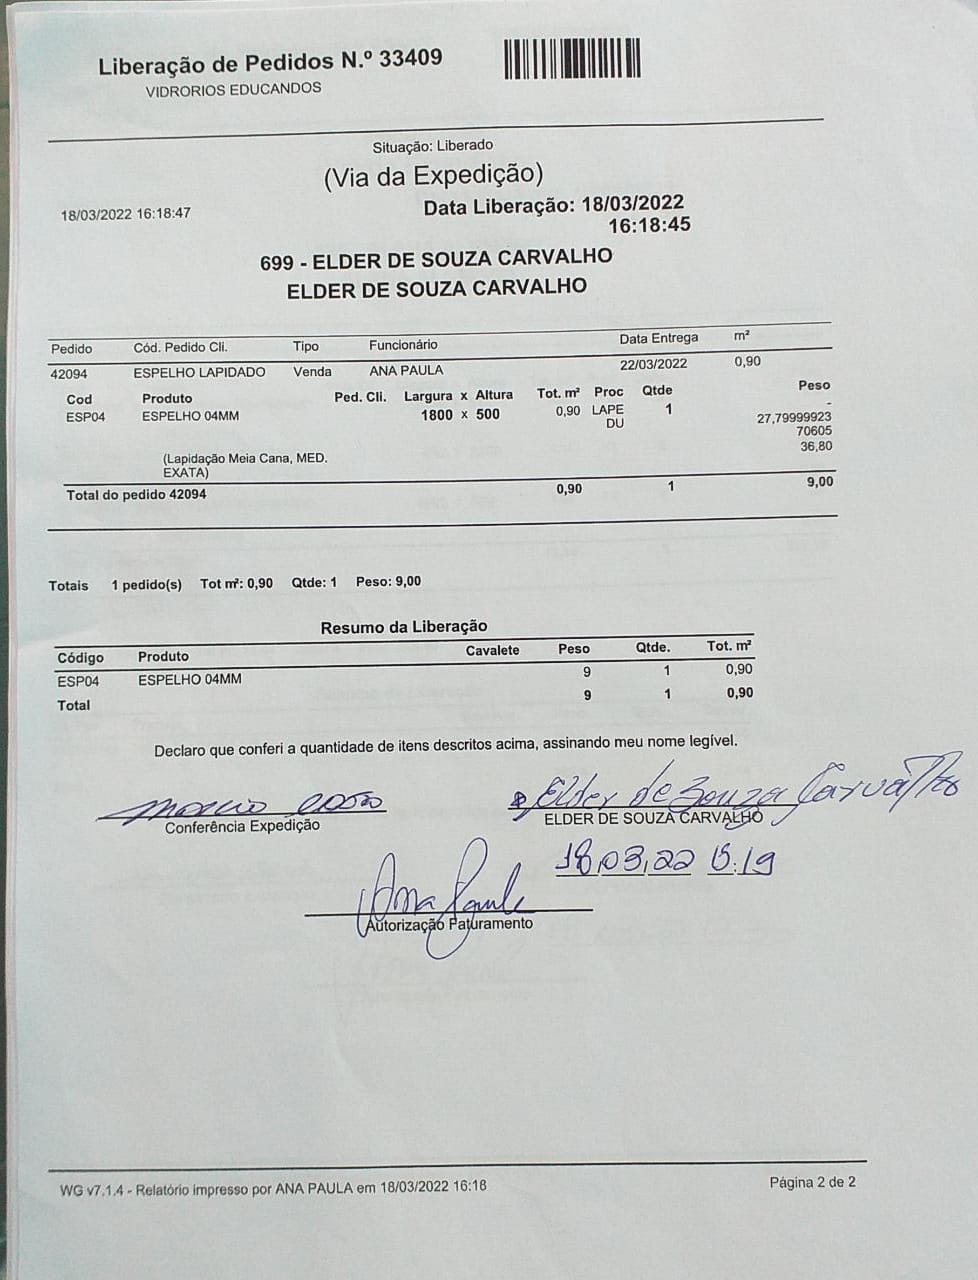 Liberação de Pedidos N.º 33409
VIDRORIOS EDUCANDOS
Situação: Liberado
(Via da Expedição)
18/03/2022 16:18:47
Data Liberação: 18/03/2022
16:18:45
699 - ELDER DE SOUZA CARVALHO
ELDER DE SOUZA CARVALHO
Pedido Cód. Pedido Cli. Tipo Funcionário Data Entrega m²
42094 ESPELHO LAPIDADO Venda ANA PAULA 22/03/2022 0,90
Cod Produto Ped. Cli. Largura x Altura Tot. m² Proc Qtde Peso
ESP04 ESPELHO 04MM 1800 x 500 0,90 LAPE 1 -
DU 27,79999923
70605
36,80
(Lapidação Meia Cana, MED.
EXATA)
Total do pedido 42094 0,90 1 9,00
Totais 1 pedido(s) Tot m²: 0,90 Qtde: 1 Peso: 9,00
Resumo da Liberação
Código Produto Cavalete Peso Qtde. Tot. m²
ESP04 ESPELHO 04MM 9 1 0,90
Total 9 1 0,90
Declaro que conferi a quantidade de itens descritos acima, assinando meu nome legível.
Elder de Souza Carvalho
Conferência Expedição ELDER DE SOUZA CARVALHO
18,03,22 15:19
Ana Paula
Autorização Faturamento
WG v7.1.4 - Relatório impresso por ANA PAULA em 18/03/2022 16:18 Página 2 de 2